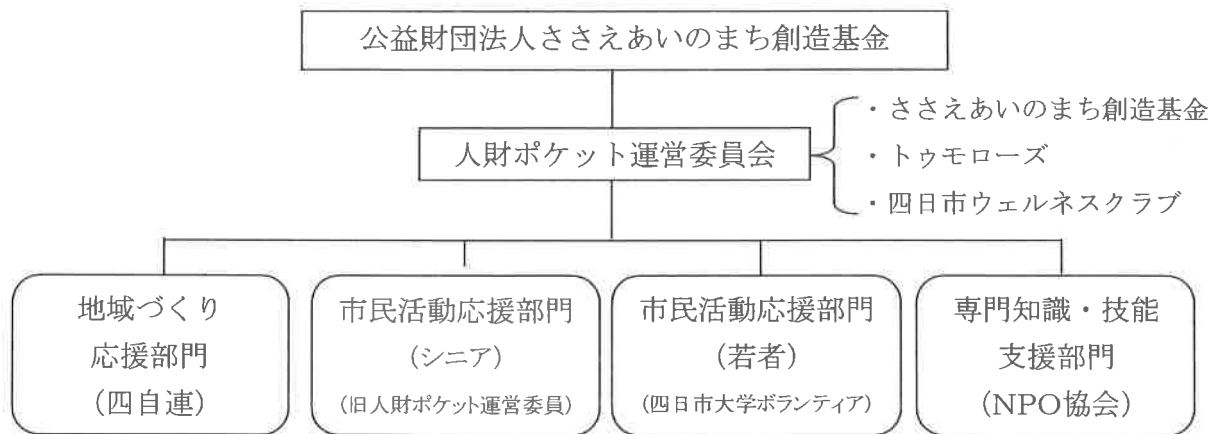 公益財団法人ささえあいのまち創造基金
人財ポケット運営委員会
・ささえあいのまち創造基金
・トゥモローズ
・四日市ウェルネスクラブ
地域づくり
応援部門
(四自連)
市民活動応援部門
(シニア)
(旧人財ポケット運営委員)
市民活動応援部門
(若者)
(四日市大学ボランティア)
専門知識・技能
支援部門
(NPO協会)